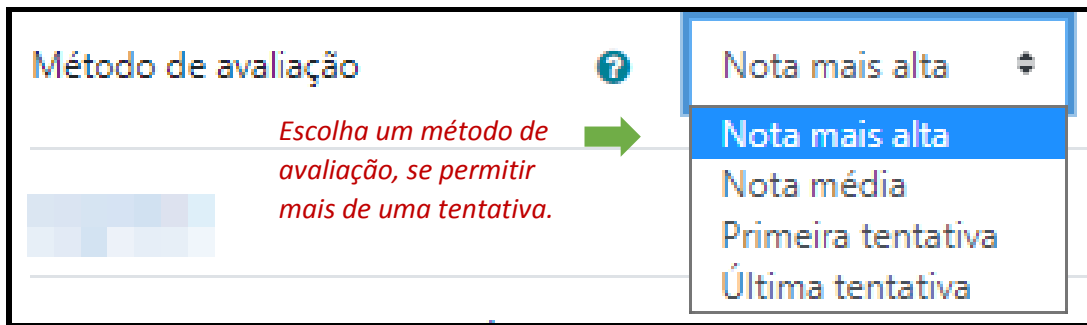 Método de avaliação
Nota mais alta
Escolha um método de
avaliação, se permitir
mais de uma tentativa.
Nota mais alta
Nota média
Primeira tentativa
Última tentativa